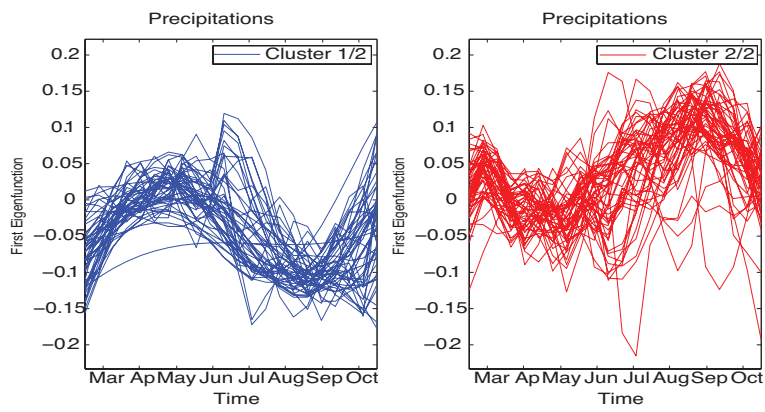 Precipitations
Cluster 1/2
0.2
0.15
0.1
0.05
0
−0.05
−0.1
−0.15
−0.2
First Eigenfunction
Mar Ap May Jun Jul Aug Sep Oct
Time
Precipitations
Cluster 2/2
0.2
0.15
0.1
0.05
0
−0.05
−0.1
−0.15
−0.2
First Eigenfunction
Mar Ap May Jun Jul Aug Sep Oct
Time